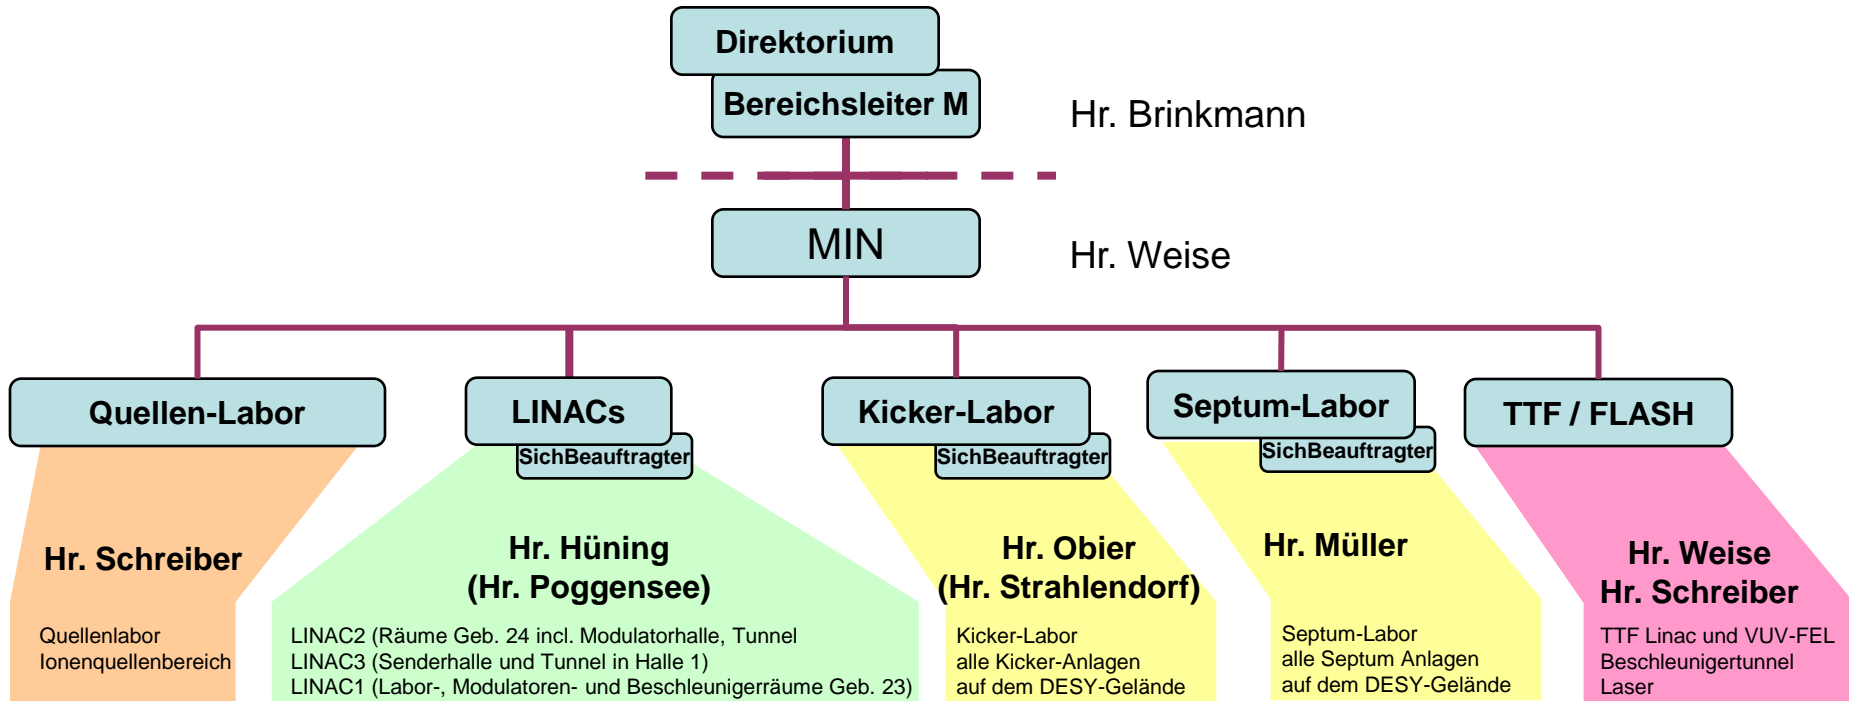 Direktorium
Bereichsleiter M
Hr. Brinkmann
MIN
Hr. Weise
Quellen-Labor
LINACs
SichBeauftragter
Kicker-Labor
SichBeauftragter
Septum-Labor
SichBeauftragter
TTF / FLASH
Hr. Schreiber
Quellenlabor
Ionenquellenbereich
Hr. Hüning
(Hr. Poggensee)
LINAC2 (Räume Geb. 24 incl. Modulatorhalle, Tunnel
LINAC3 (Senderhalle und Tunnel in Halle 1)
LINAC1 (Labor-, Modulatoren- und Beschleunigerräume Geb. 23)
Hr. Obier
(Hr. Strahlendorf)
Kicker-Labor
alle Kicker-Anlagen
auf dem DESY-Gelände
Hr. Müller
Septum-Labor
alle Septum Anlagen
auf dem DESY-Gelände
Hr. Weise
Hr. Schreiber
TTF Linac und VUV-FEL
Beschleunigertunnel
Laser